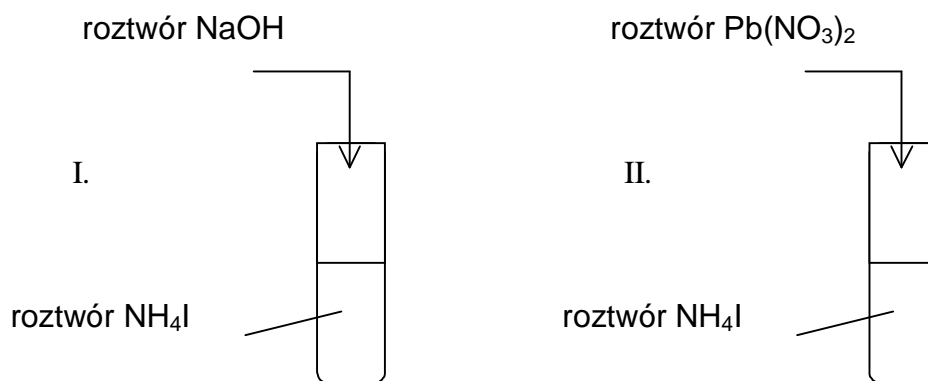 roztwór NaOH
roztwór Pb(NO₃)₂
I.
II.
roztwór NH₄I
roztwór NH₄I